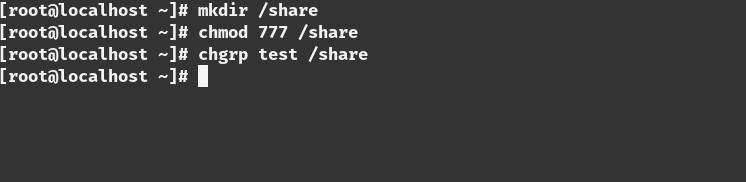 [root@localhost ~]# mkdir /share
[root@localhost ~]# chmod 777 /share
[root@localhost ~]# chgrp test /share
[root@localhost ~]#